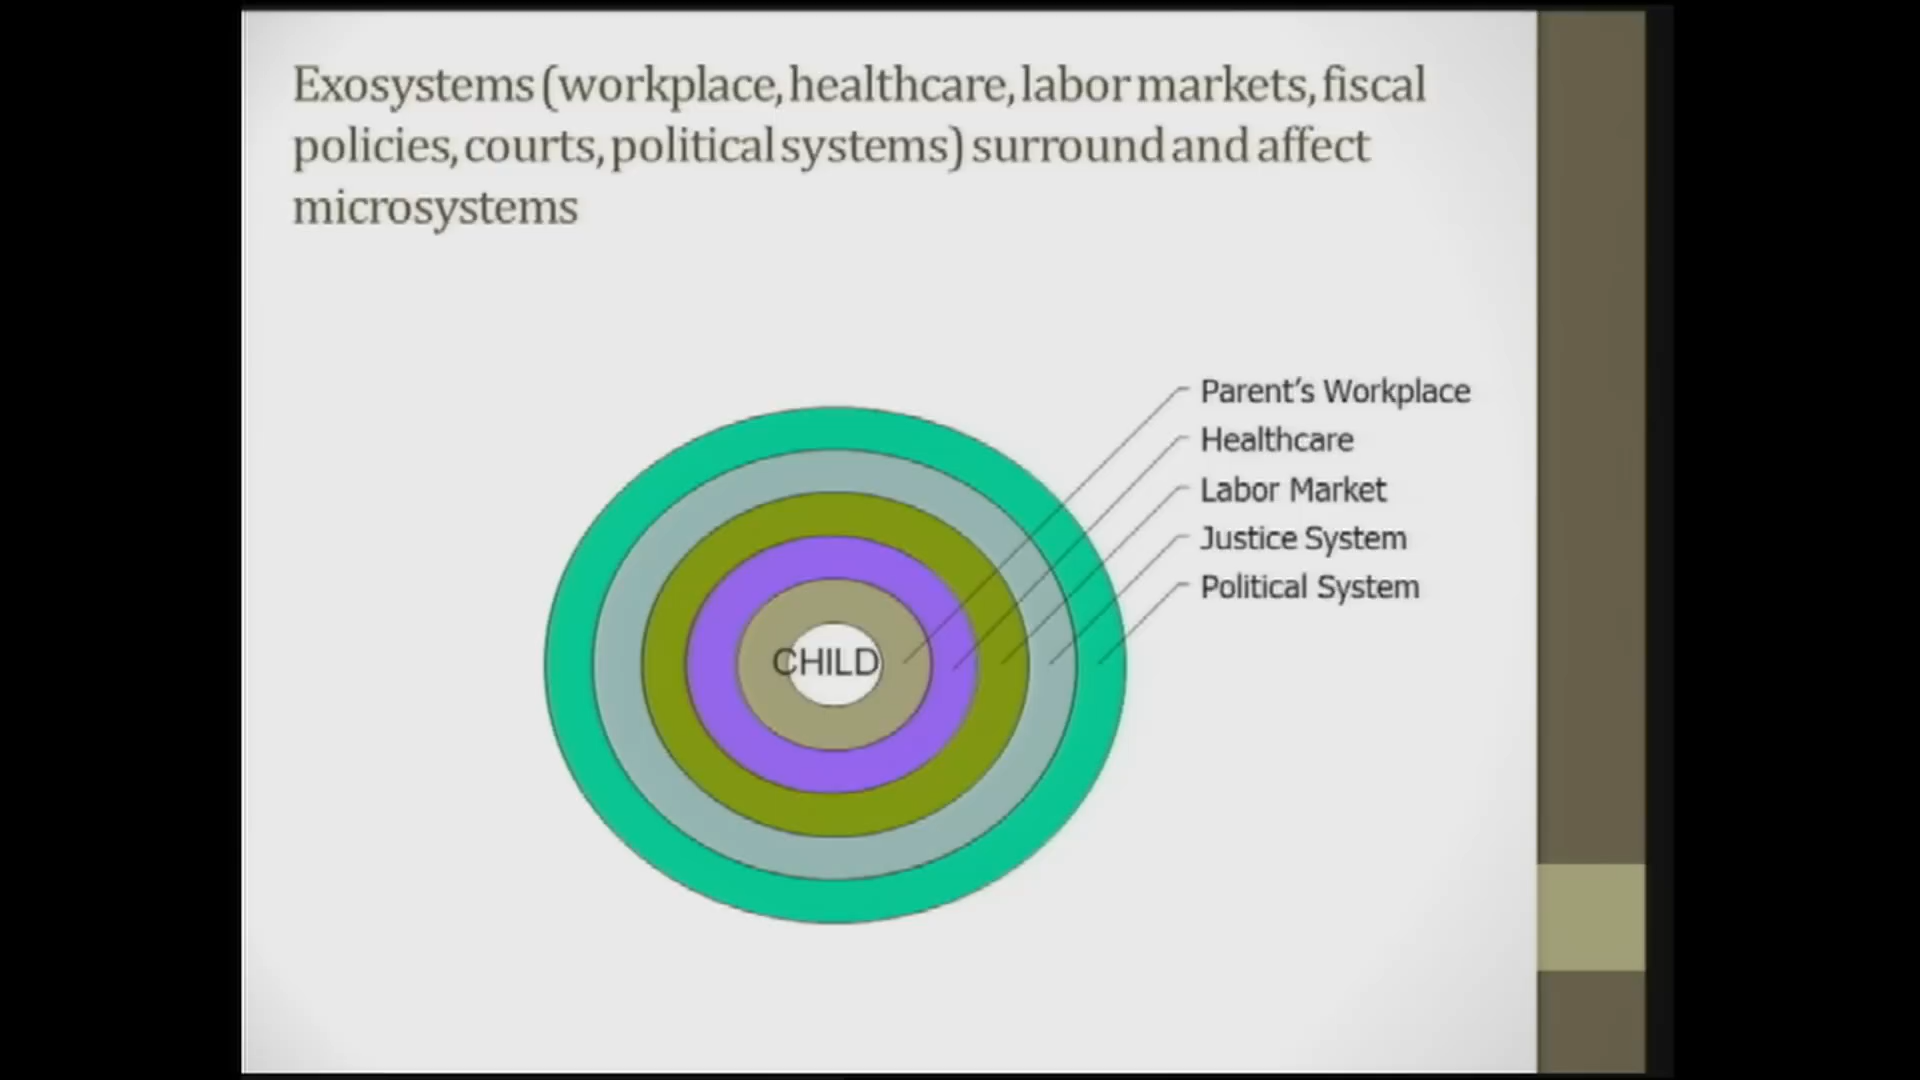 Exosystems (workplace, healthcare, labor markets, fiscal
policies, courts, political systems) surround and affect
microsystems
Parent's Workplace
Healthcare
Labor Market
Justice System
Political System
CHILD